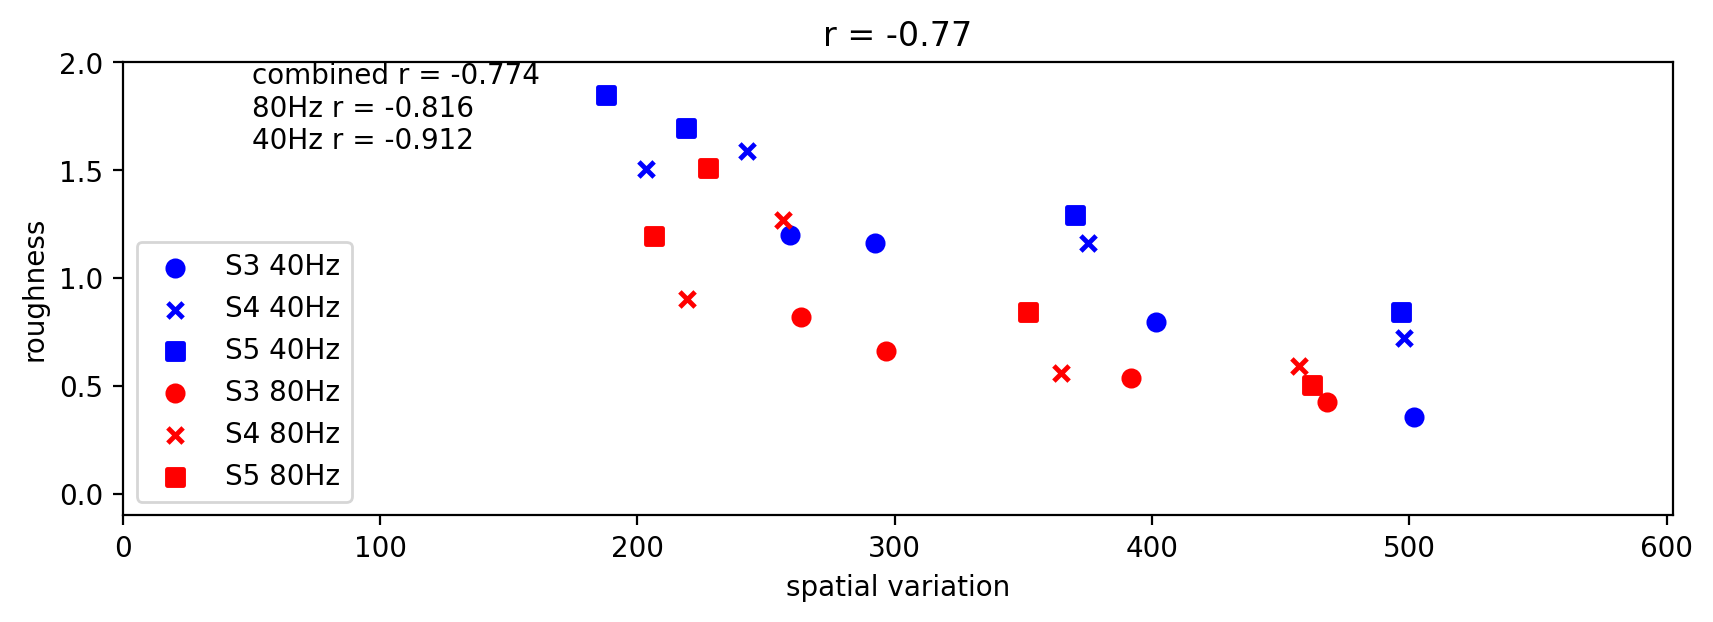 r = -0.77
combined r = -0.774
80Hz r = -0.816
40Hz r = -0.912
roughness
2.0
1.5
1.0
0.5
0.0
S3 40Hz
S4 40Hz
S5 40Hz
S3 80Hz
S4 80Hz
S5 80Hz
0 100 200 300 400 500 600
spatial variation